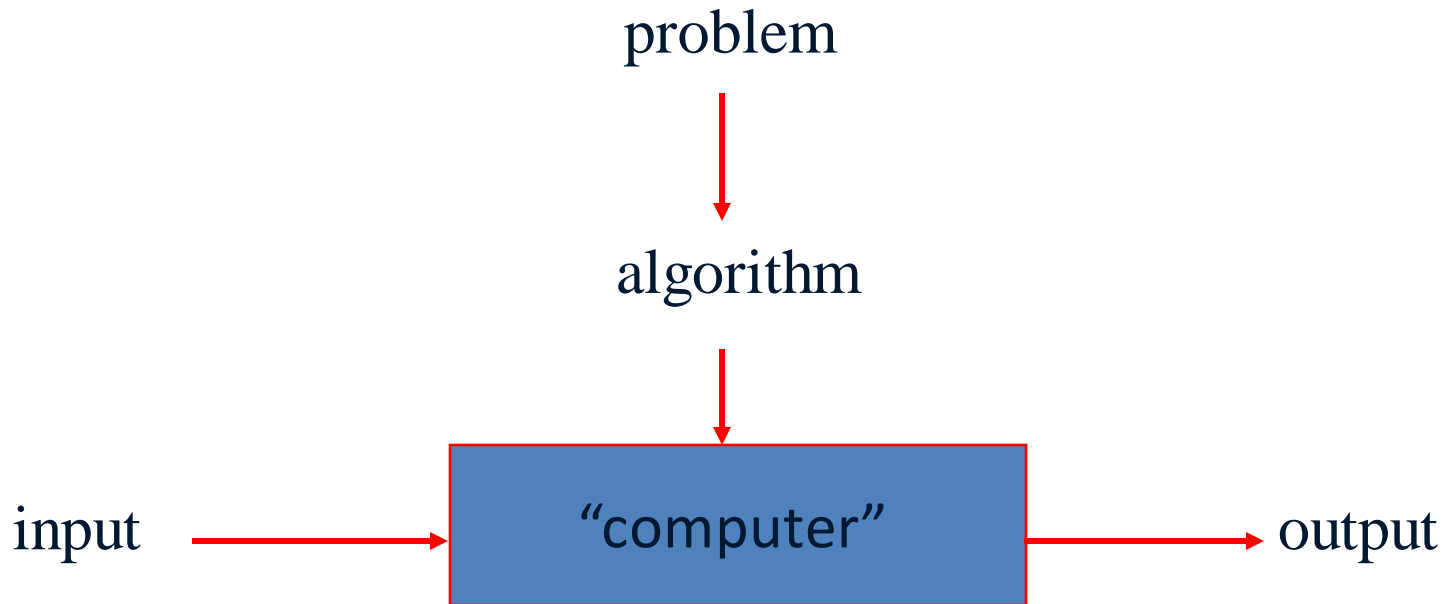 problem
algorithm
input
“computer”
output